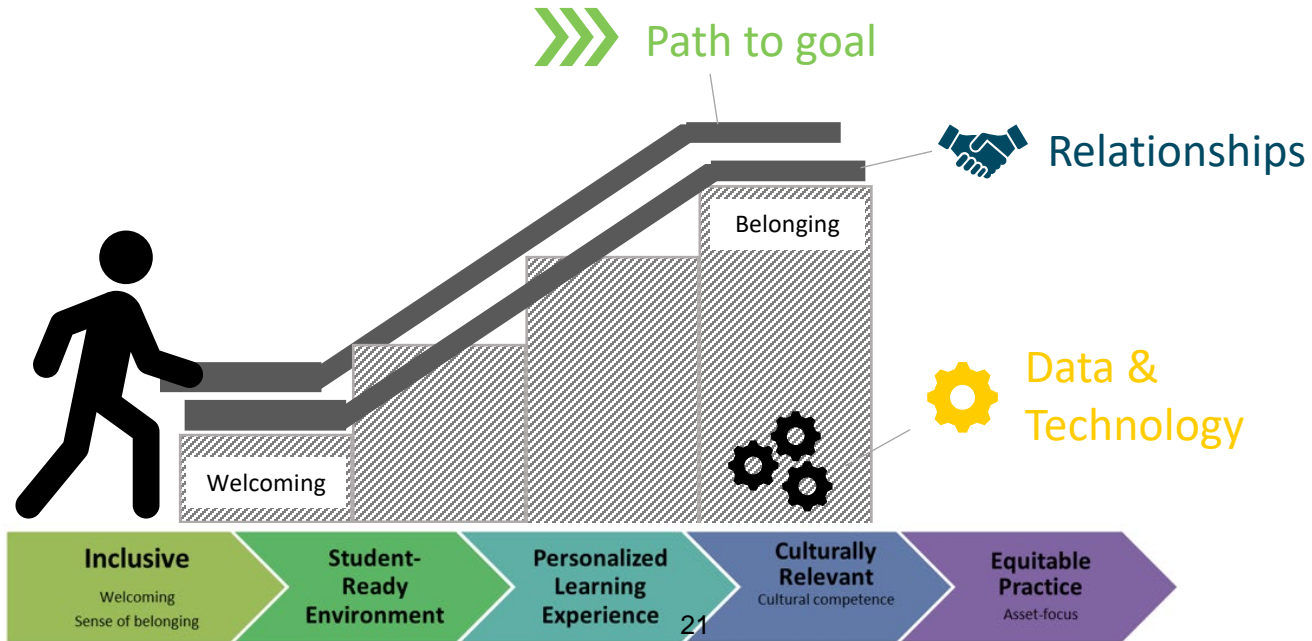 Path to goal
Relationships
Belonging
Data &
Technology
Welcoming
Inclusive
Welcoming
Sense of belonging
Student-
Ready
Environment
Personalized
Learning
Experience
Culturally
Relevant
Cultural competence
Equitable
Practice
Asset-focus
21